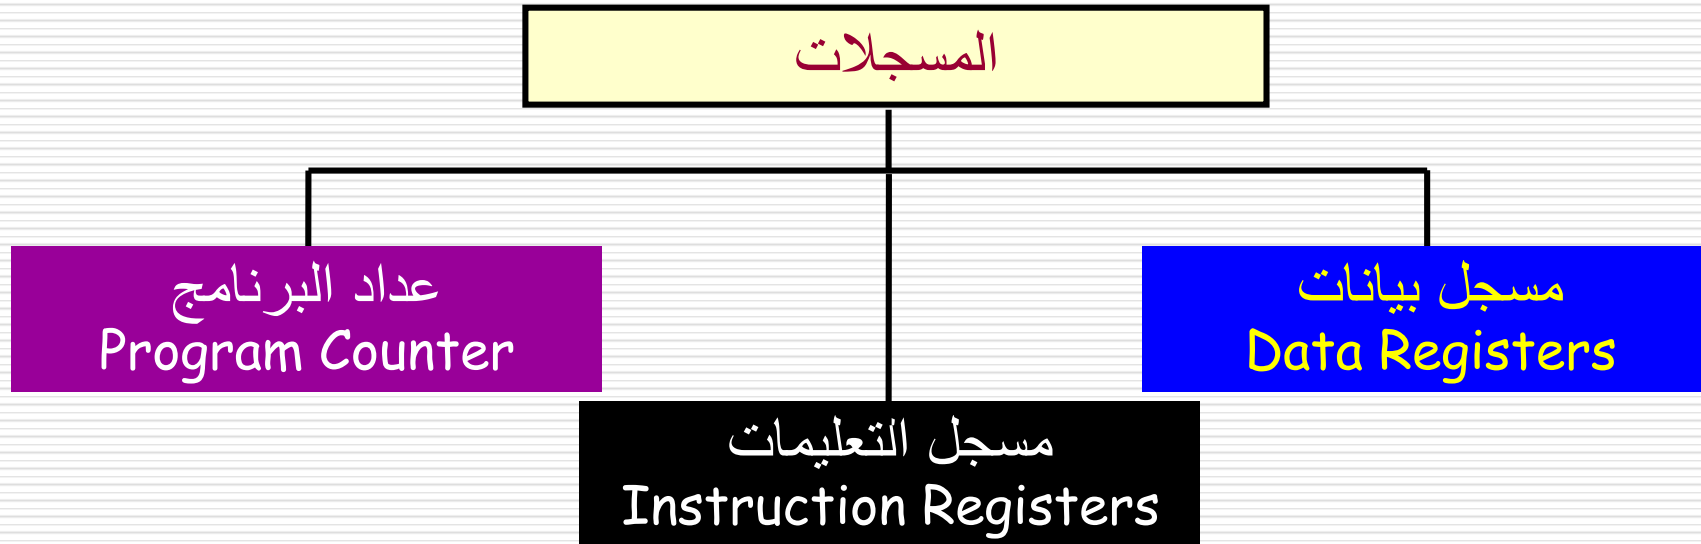 المسجلات
مسجل بيانات
Data Registers
عداد البرنامج
Program Counter
مسجل التعليمات
Instruction Registers